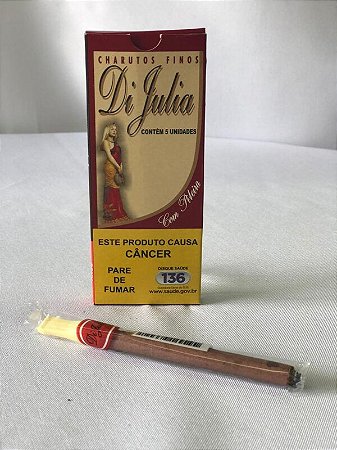 CHARUTOS FINOS
Di Julia
CONTÉM 5 UNIDADES
Com Piteira
ESTE PRODUTO CAUSA
CÂNCER
PARE
DE
FUMAR
DISQUE SAÚDE
136
www.saude.gov.br